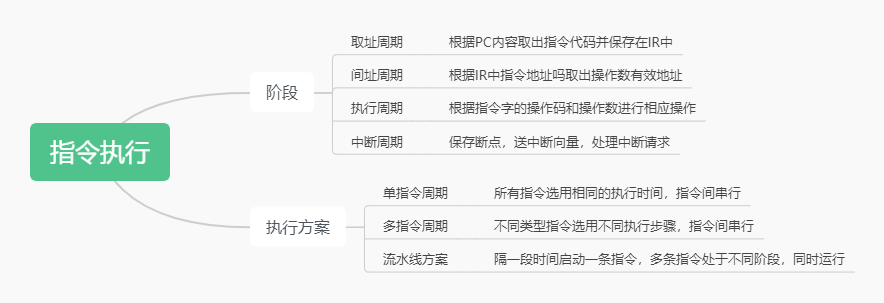 指令执行
阶段
取址周期 根据PC内容取出指令代码并保存在IR中
间址周期 根据IR中指令地址吗取出操作数有效地址
执行周期 根据指令字的操作码和操作数进行相应操作
中断周期 保存断点，送中断向量，处理中断请求
执行方案
单指令周期 所有指令选用相同的执行时间，指令间串行
多指令周期 不同类型指令选用不同执行步骤，指令间串行
流水线方案 隔一段时间启动一条指令，多条指令处于不同阶段，同时运行